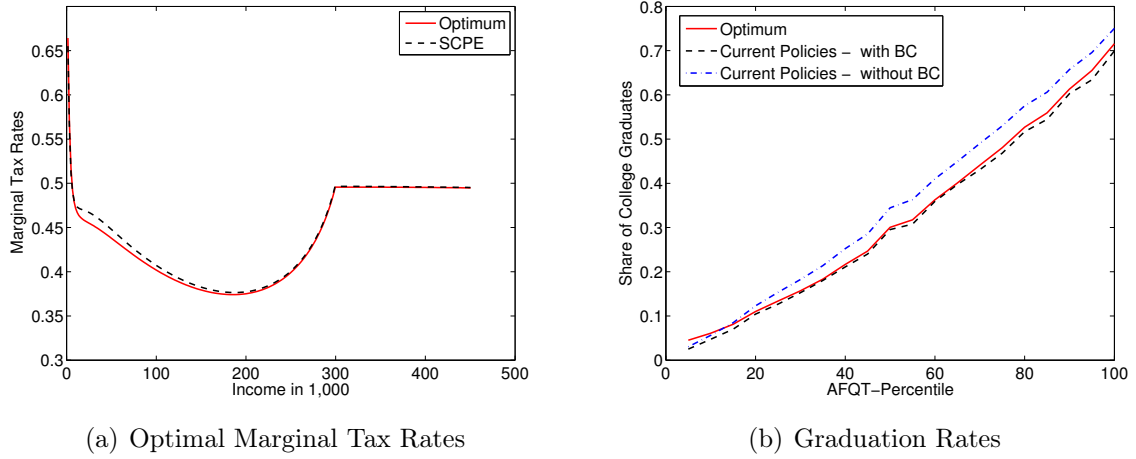 0.65
0.6
0.55
0.5
0.45
0.4
0.35
0.3
Marginal Tax Rates
0 100 200 300 400 500
Income in 1,000
Optimum
SCPE
(a) Optimal Marginal Tax Rates
0.8
0.7
0.6
0.5
0.4
0.3
0.2
0.1
0
Share of College Graduates
0 20 40 60 80 100
AFQT−Percentile
Optimum
Current Policies − with BC
Current Policies − without BC
(b) Graduation Rates